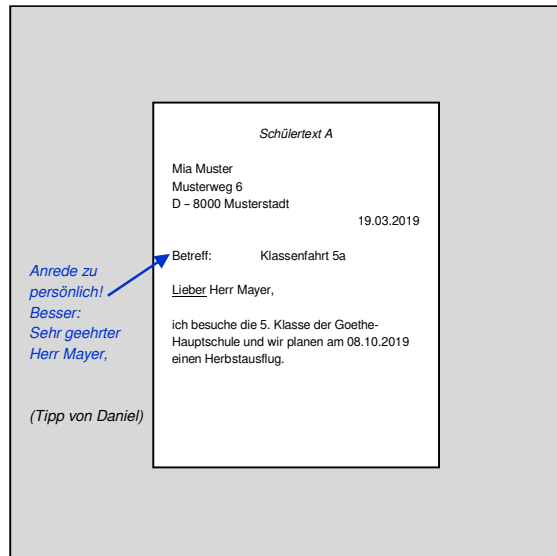 Schülertext A
Mia Muster
Musterweg 6
D – 8000 Musterstadt
19.03.2019
Betreff: Klassenfahrt 5a
Lieber Herr Mayer,
ich besuche die 5. Klasse der Goethe-
Hauptschule und wir planen am 08.10.2019
einen Herbstausflug.
Anrede zu
persönlich!
Besser:
Sehr geehrter
Herr Mayer,
(Tipp von Daniel)